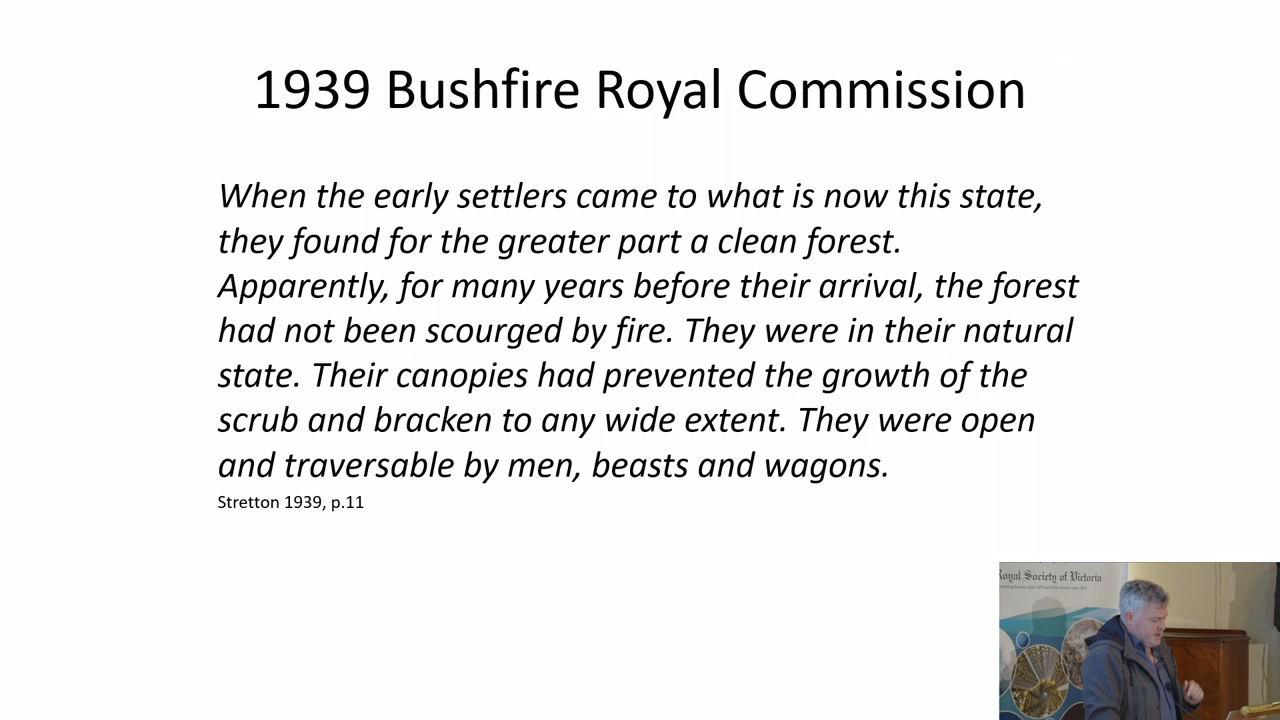 1939 Bushfire Royal Commission
When the early settlers came to what is now this state,
they found for the greater part a clean forest.
Apparently, for many years before their arrival, the forest
had not been scourged by fire. They were in their natural
state. Their canopies had prevented the growth of the
scrub and bracken to any wide extent. They were open
and traversable by men, beasts and wagons.
Stretton 1939, p.11
Royal Society of Victoria